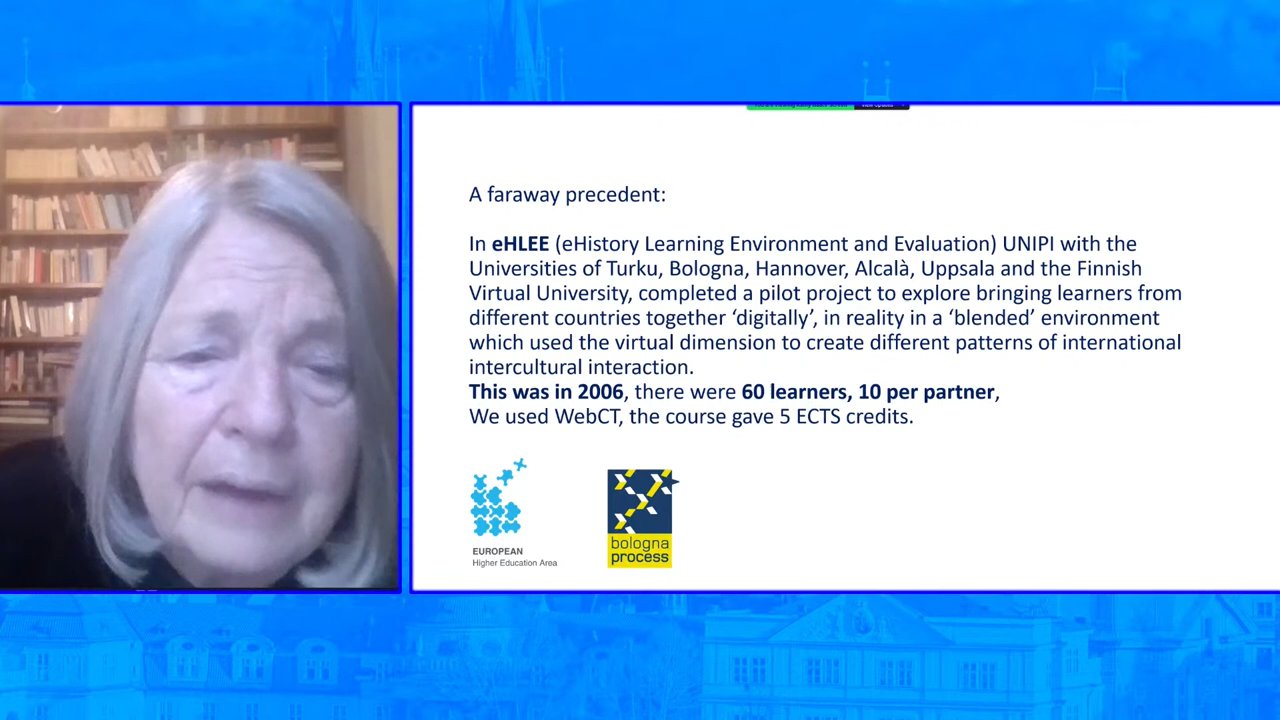 A faraway precedent:
In eHLEE (eHistory Learning Environment and Evaluation) UNIPI with the
Universities of Turku, Bologna, Hannover, Alcalà, Uppsala and the Finnish
Virtual University, completed a pilot project to explore bringing learners from
different countries together ‘digitally’, in reality in a ‘blended’ environment
which used the virtual dimension to create different patterns of international
intercultural interaction.
This was in 2006, there were 60 learners, 10 per partner,
We used WebCT, the course gave 5 ECTS credits.
EUROPEAN
Higher Education Area
bologna
process